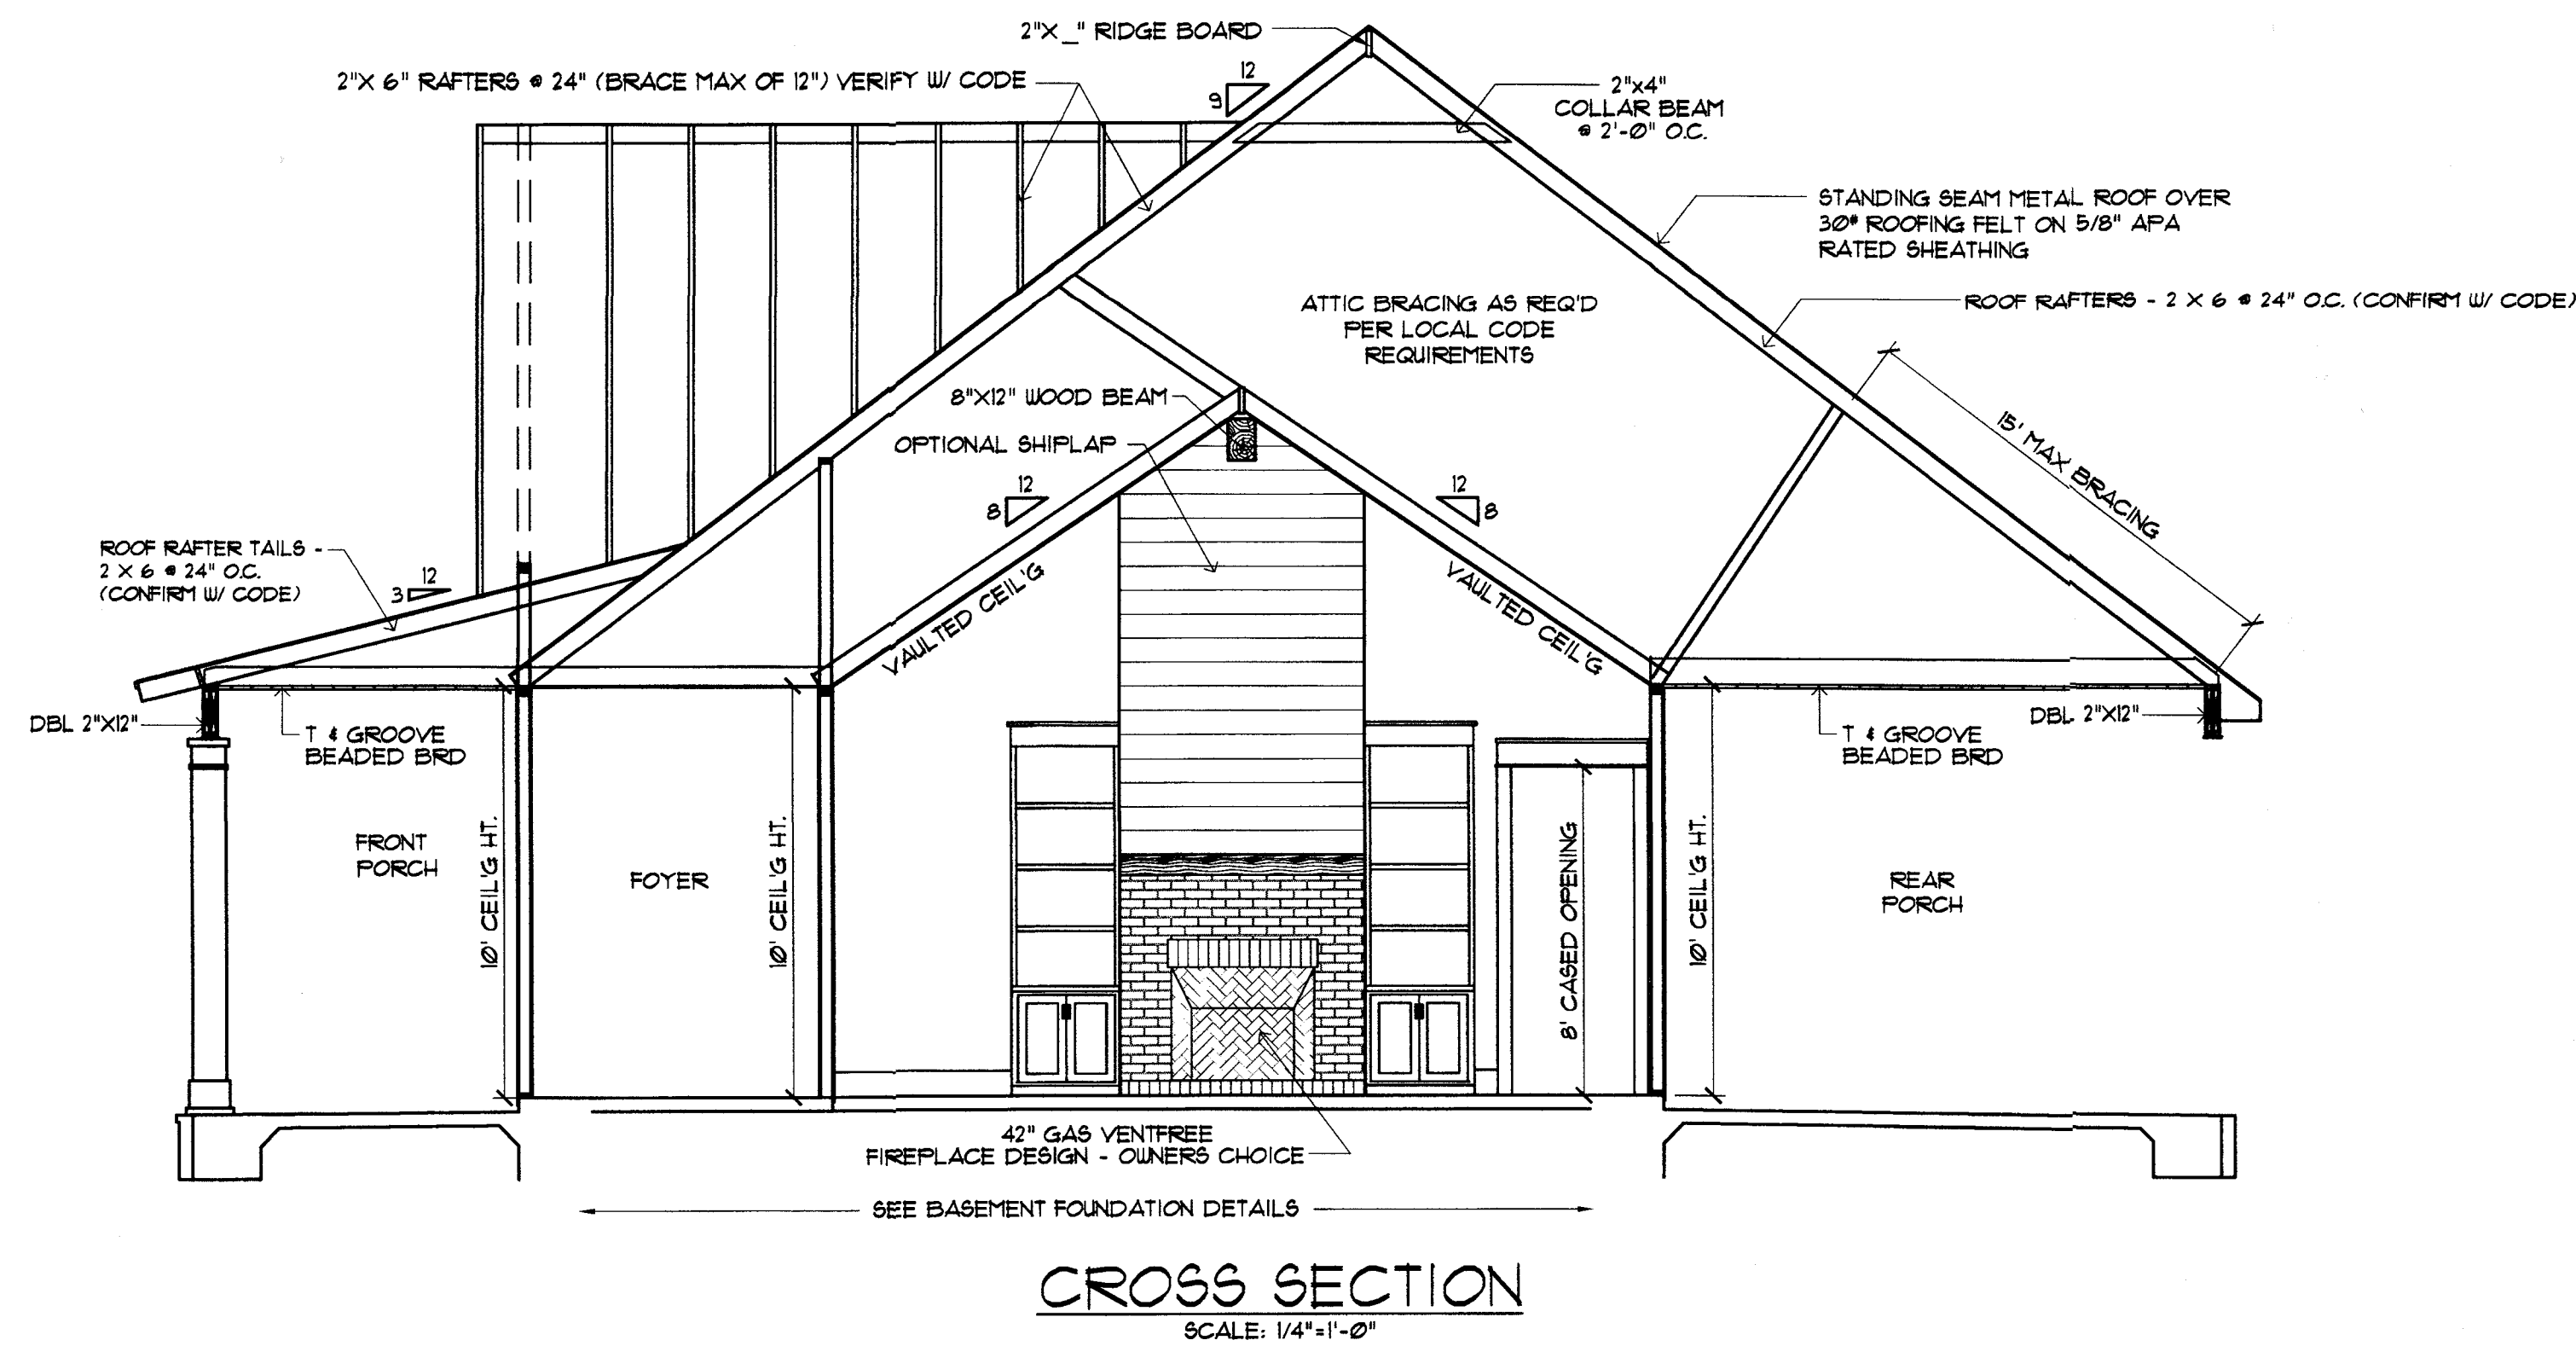 2"X _" RIDGE BOARD
2"X 6" RAFTERS @ 24" (BRACE MAX OF 12") VERIFY W/ CODE
12
9
2"x4"
COLLAR BEAM
@ 2'-0" O.C.
STANDING SEAM METAL ROOF OVER
30# ROOFING FELT ON 5/8" APA
RATED SHEATHING
ROOF RAFTERS - 2 X 6 @ 24" O.C. (CONFIRM W/ CODE)
ATTIC BRACING AS REQ'D
PER LOCAL CODE
REQUIREMENTS
8"X12" WOOD BEAM
OPTIONAL SHIPLAP
12
8
12
8
15' MAX BRACING
ROOF RAFTER TAILS -
2 X 6 @ 24" O.C.
(CONFIRM W/ CODE)
12
3
VAULTED CEIL'G
VAULTED CEIL'G
DBL 2"X12"
T & GROOVE
BEADED BRD
DBL 2"X12"
T & GROOVE
BEADED BRD
FRONT
PORCH
10' CEIL'G HT.
FOYER
10' CEIL'G HT.
8' CASED OPENING
10' CEIL'G HT.
REAR
PORCH
42" GAS VENTFREE
FIREPLACE DESIGN - OWNERS CHOICE
SEE BASEMENT FOUNDATION DETAILS
CROSS SECTION
SCALE: 1/4"=1'-0"